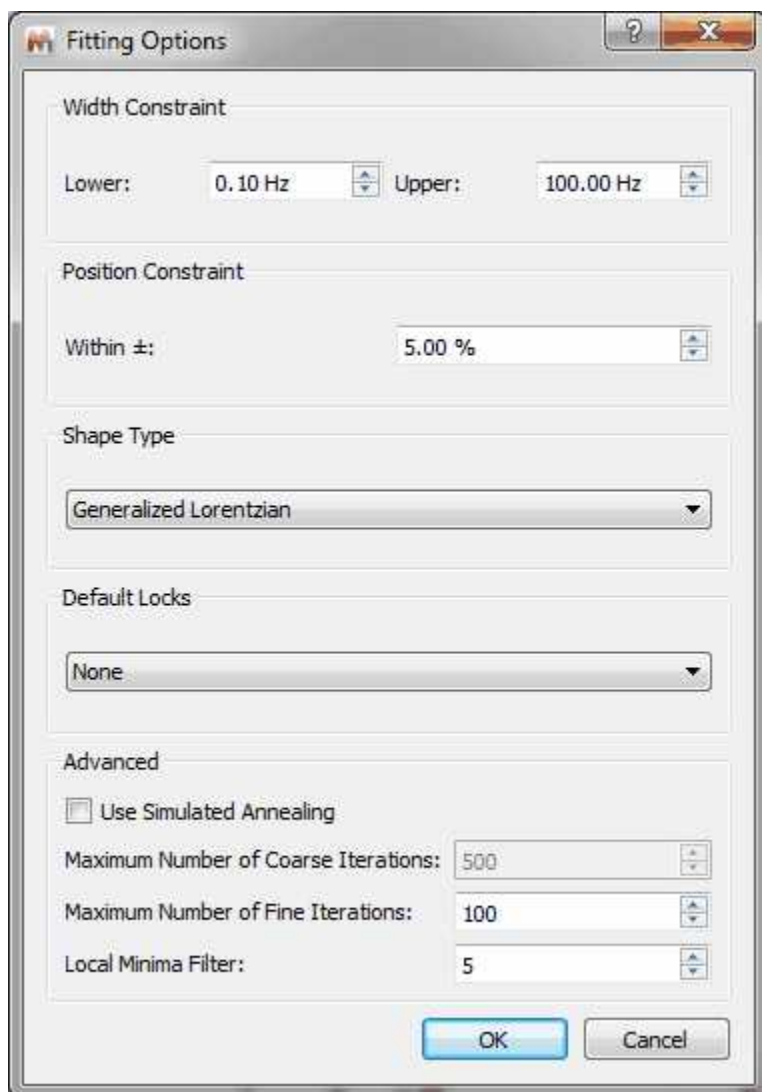 Fitting Options
Width Constraint
Lower: 0.10 Hz Upper: 100.00 Hz
Position Constraint
Within ±: 5.00 %
Shape Type
Generalized Lorentzian
Default Locks
None
Advanced
Use Simulated Annealing
Maximum Number of Coarse Iterations: 500
Maximum Number of Fine Iterations: 100
Local Minima Filter: 5
OK Cancel